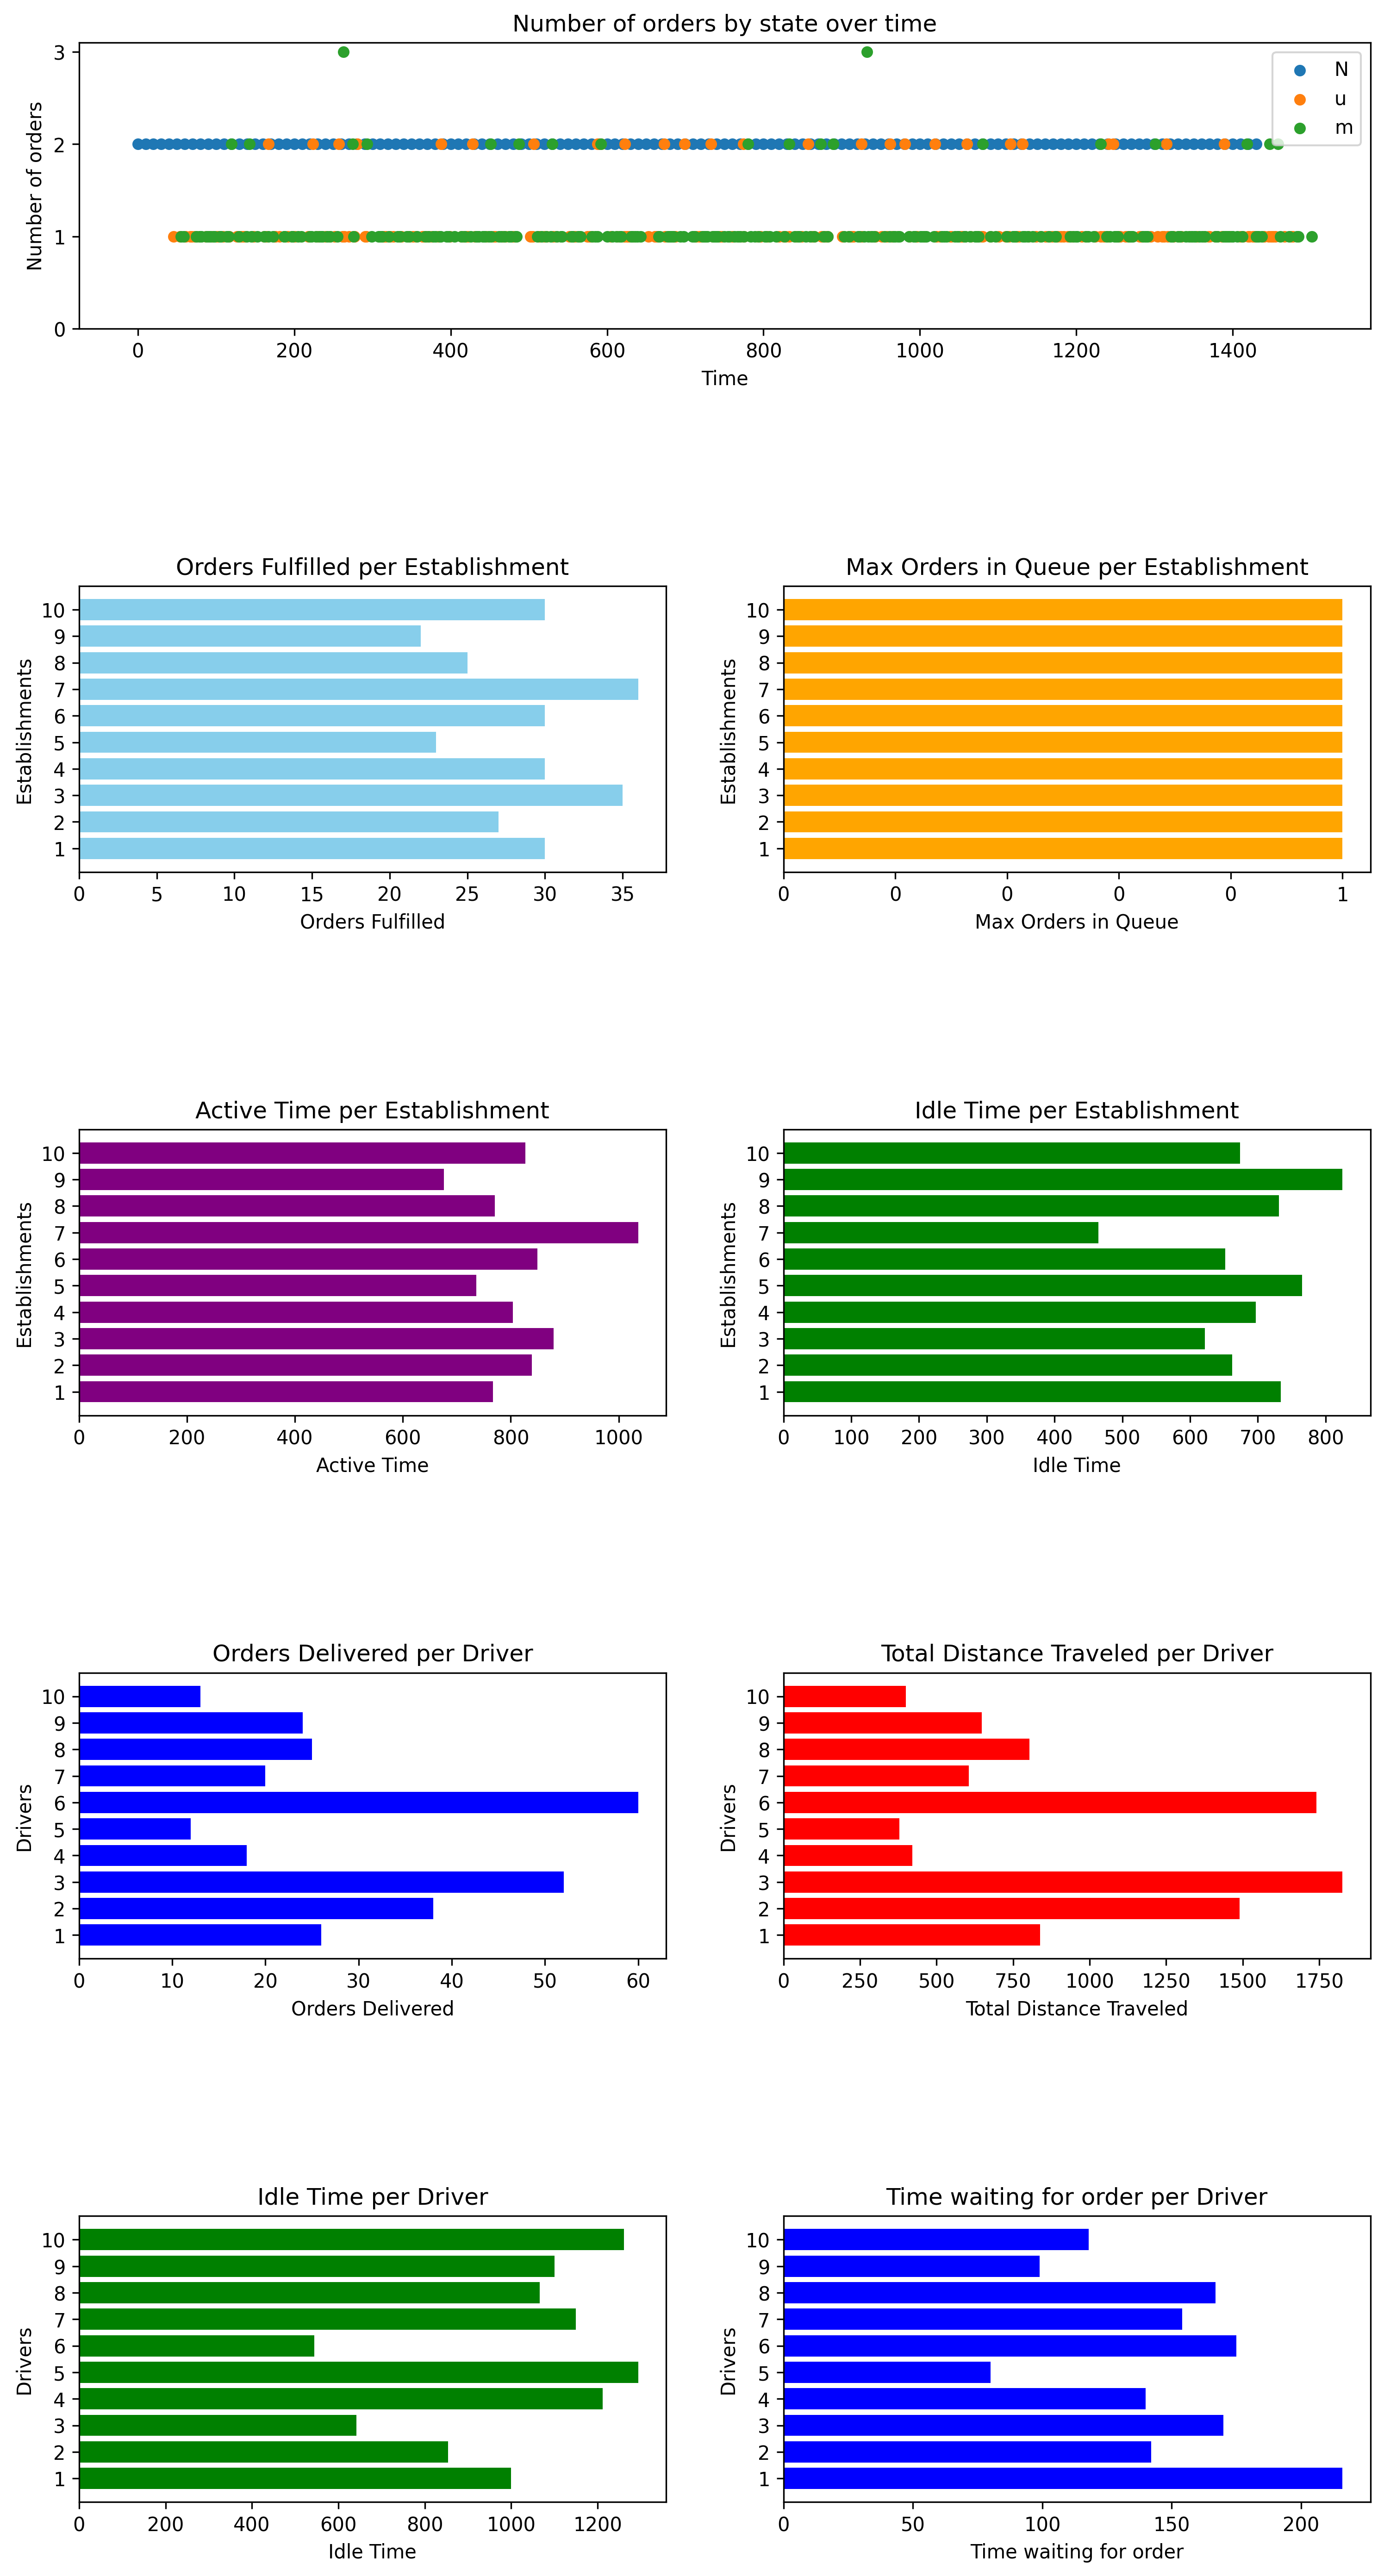 Number of orders by state over time
Number of orders
3
2
1
0
N
u
m
0 200 400 600 800 1000 1200 1400
Time
Orders Fulfilled per Establishment
Establishments
10
9
8
7
6
5
4
3
2
1
0 5 10 15 20 25 30 35
Orders Fulfilled
Max Orders in Queue per Establishment
Establishments
10
9
8
7
6
5
4
3
2
1
0 0 0 0 0 1
Max Orders in Queue
Active Time per Establishment
Establishments
10
9
8
7
6
5
4
3
2
1
0 200 400 600 800 1000
Active Time
Idle Time per Establishment
Establishments
10
9
8
7
6
5
4
3
2
1
0 100 200 300 400 500 600 700 800
Idle Time
Orders Delivered per Driver
Drivers
10
9
8
7
6
5
4
3
2
1
0 10 20 30 40 50 60
Orders Delivered
Total Distance Traveled per Driver
Drivers
10
9
8
7
6
5
4
3
2
1
0 250 500 750 1000 1250 1500 1750
Total Distance Traveled
Idle Time per Driver
Drivers
10
9
8
7
6
5
4
3
2
1
0 200 400 600 800 1000 1200
Idle Time
Time waiting for order per Driver
Drivers
10
9
8
7
6
5
4
3
2
1
0 50 100 150 200
Time waiting for order